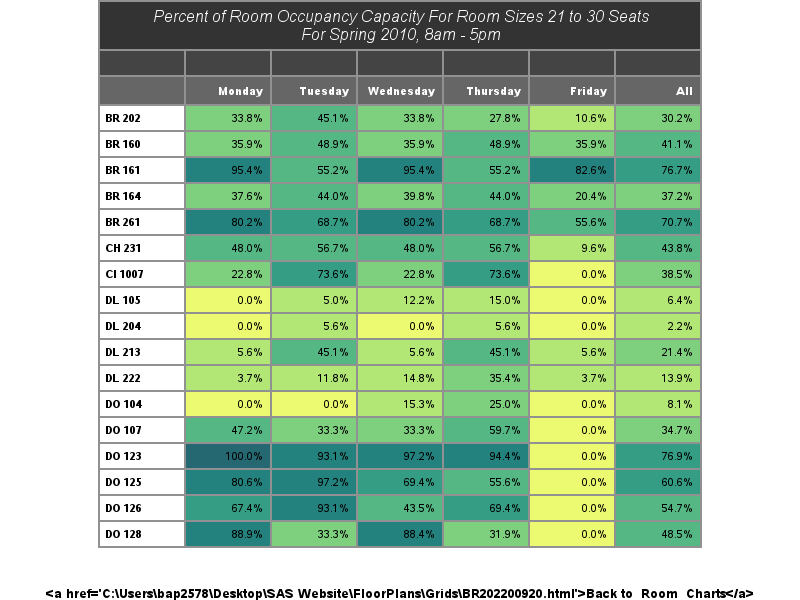 Percent of Room Occupancy Capacity For Room Sizes 21 to 30 Seats
For Spring 2010, 8am - 5pm
Monday Tuesday Wednesday Thursday Friday All
BR 202 33.8% 45.1% 33.8% 27.8% 10.6% 30.2%
BR 160 35.9% 48.9% 35.9% 48.9% 35.9% 41.1%
BR 161 95.4% 55.2% 95.4% 55.2% 82.6% 76.7%
BR 164 37.6% 44.0% 39.8% 44.0% 20.4% 37.2%
BR 261 80.2% 68.7% 80.2% 68.7% 55.6% 70.7%
CH 231 48.0% 56.7% 48.0% 56.7% 9.6% 43.8%
CI 1007 22.8% 73.6% 22.8% 73.6% 0.0% 38.5%
DL 105 0.0% 5.0% 12.2% 15.0% 0.0% 6.4%
DL 204 0.0% 5.6% 0.0% 5.6% 0.0% 2.2%
DL 213 5.6% 45.1% 5.6% 45.1% 5.6% 21.4%
DL 222 3.7% 11.8% 14.8% 35.4% 3.7% 13.9%
DO 104 0.0% 0.0% 15.3% 25.0% 0.0% 8.1%
DO 107 47.2% 33.3% 33.3% 59.7% 0.0% 34.7%
DO 123 100.0% 93.1% 97.2% 94.4% 0.0% 76.9%
DO 125 80.6% 97.2% 69.4% 55.6% 0.0% 60.6%
DO 126 67.4% 93.1% 43.5% 69.4% 0.0% 54.7%
DO 128 88.9% 33.3% 88.4% 31.9% 0.0% 48.5%
<a href='C:\Users\bap2578\Desktop\SAS Website\FloorPlans\Grids\BR202200920.html'>Back to Room Charts</a>